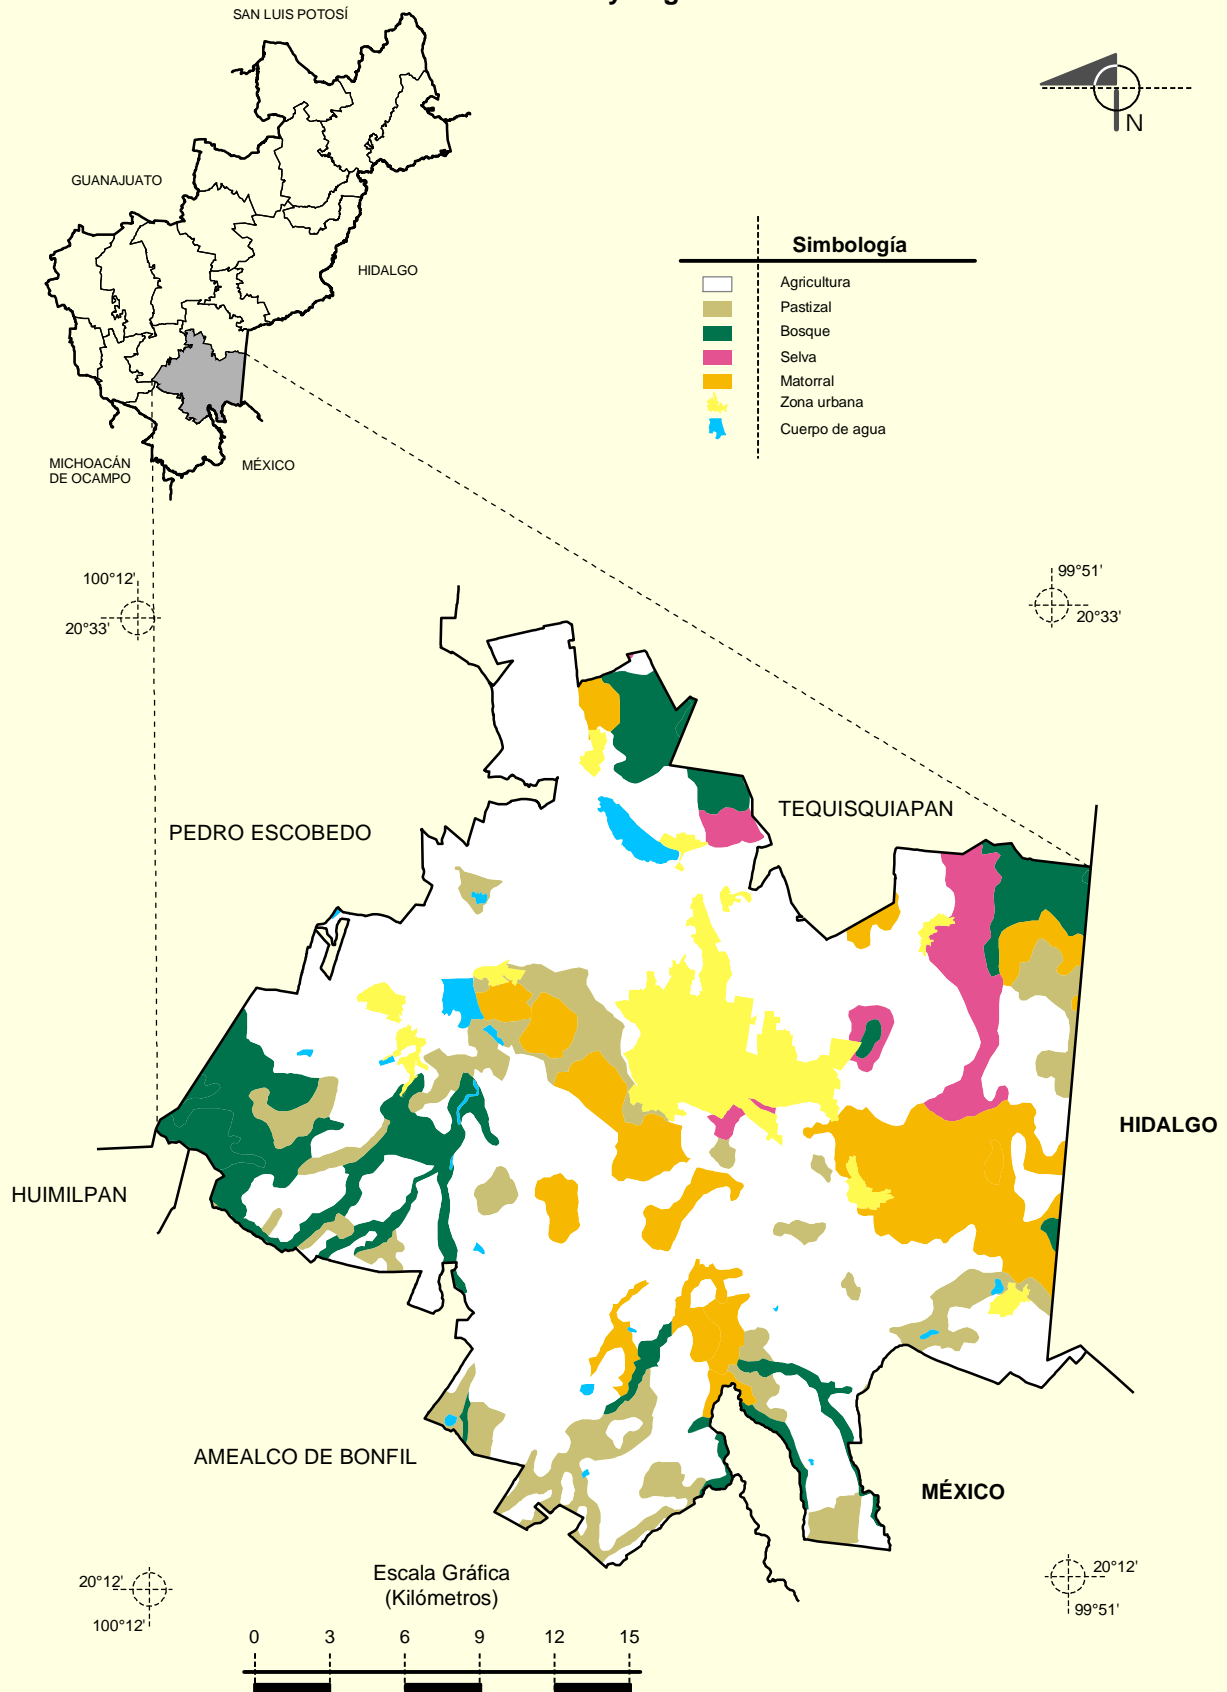 SAN LUIS POTOSÍ
N
GUANAJUATO
HIDALGO
Simbología
Agricultura
Pastizal
Bosque
Selva
Matorral
Zona urbana
Cuerpo de agua
MICHOACÁN
DE OCAMPO
MÉXICO
100°12'
20°33'
99°51'
20°33'
PEDRO ESCOBEDO
TEQUISQUIAPAN
HIDALGO
HUIMILPAN
AMEALCO DE BONFIL
MÉXICO
Escala Gráfica
(Kilómetros)
20°12'
100°12'
20°12'
99°51'
0 3 6 9 12 15